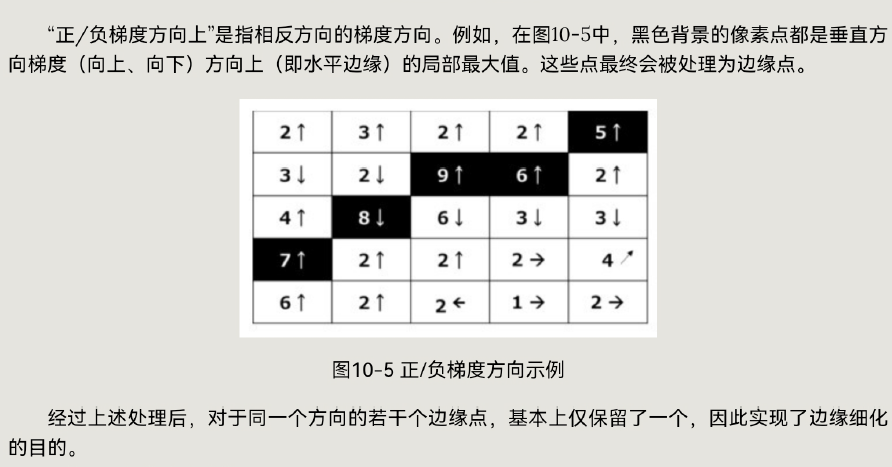 “正/负梯度方向上”是指相反方向的梯度方向。例如，在图10-5中，黑色背景的像素点都是垂直方
向梯度（向上、向下）方向上（即水平边缘）的局部最大值。这些点最终会被处理为边缘点。
2↑ 3↑ 2↑ 2↑ 5↑
3↓ 2↓ 9↑ 6↑ 2↑
4↑ 8↓ 6↓ 3↓ 3↓
7↑ 2↑ 2↑ 2→ 4↗
6↑ 2↑ 2← 1→ 2→
图10-5 正/负梯度方向示例
经过上述处理后，对于同一个方向的若干个边缘点，基本上仅保留了一个，因此实现了边缘细化
的目的。